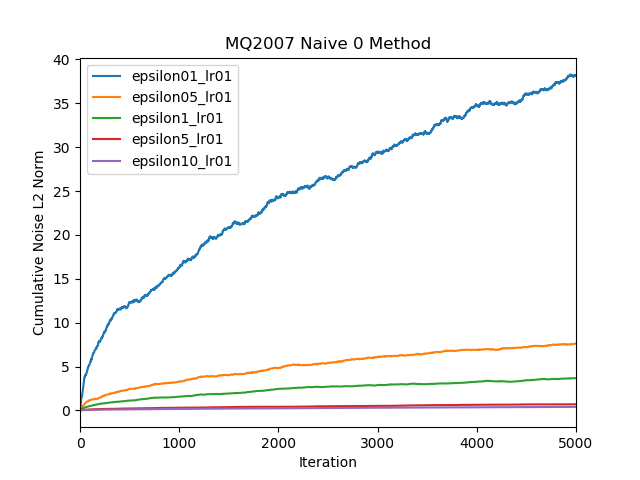 MQ2007 Naive 0 Method
40
35
30
25
20
15
10
5
0
Cumulative Noise L2 Norm
epsilon01_lr01
epsilon05_lr01
epsilon1_lr01
epsilon5_lr01
epsilon10_lr01
0 1000 2000 3000 4000 5000
Iteration